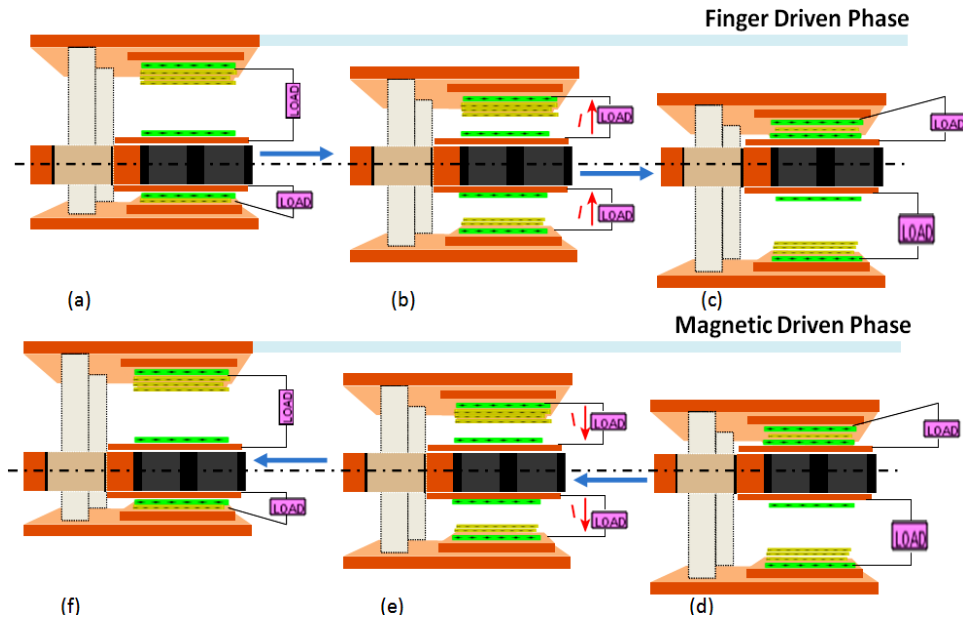 Finger Driven Phase
LOAD
LOAD
I
LOAD
I
LOAD
LOAD
LOAD
(a)
(b)
(c)
Magnetic Driven Phase
LOAD
LOAD
I
LOAD
I
LOAD
LOAD
LOAD
(f)
(e)
(d)